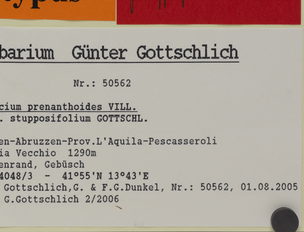 typus
barium Günter Gottschlich
Nr.: 50562
cium prenanthoides VILL.
. stupposifolium GOTTSCHL.
en-Abruzzen-Prov.L'Aquila-Pescasseroli
ia Vecchio 1290m
enrand, Gebüsch
4048/3 - 41°55'N 13°43'E
Gottschlich,G. & F.G.Dunkel, Nr.: 50562, 01.08.2005
G.Gottschlich 2/2006